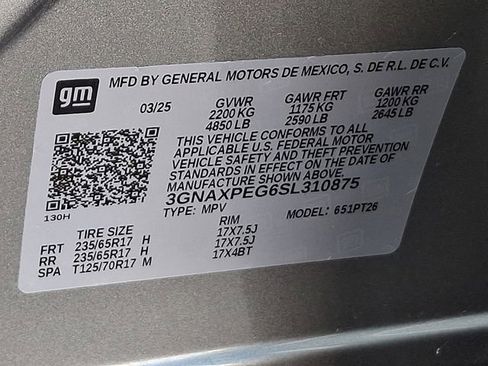 gm
MFD BY GENERAL MOTORS DE MEXICO, S. DE R.L. DE C.V.
03/25 GVWR GAWR FRT GAWR RR
2200 KG 1175 KG 1200 KG
4850 LB 2590 LB 2645 LB
THIS VEHICLE CONFORMS TO ALL
APPLICABLE U.S. FEDERAL MOTOR
VEHICLE SAFETY AND THEFT PREVENTION
STANDARDS IN EFFECT ON THE DATE OF
MANUFACTURE SHOWN ABOVE.
3GNAXPEG6SL310875
130H
TYPE: MPV MODEL: 651PT26
TIRE SIZE RIM
FRT 235/65R17 H 17X7.5J
RR 235/65R17 H 17X7.5J
SPA T125/70R17 M 17X4BT
gm